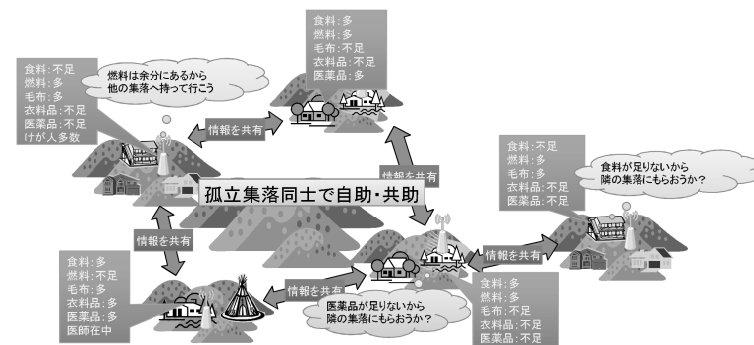 食料:多
燃料:多
毛布:不足
衣料品:不足
医薬品:多
食料:不足
燃料:多
毛布:多
衣料品:不足
医薬品:不足
けが人多数
燃料は余分にあるから
他の集落へ持って行こう
情報を共有
情報を共有
食料:不足
燃料:多
毛布:多
衣料品:不足
医薬品:不足
食料が足りないから
隣の集落にもらおうか?
孤立集落同士で自助・共助
情報を共有
情報を共有
食料:多
燃料:不足
毛布:多
衣料品:多
医薬品:多
医師在中
情報を共有
医薬品が足りないから
隣の集落にもらおうか?
食料:多
燃料:多
毛布:不足
衣料品:不足
医薬品:不足